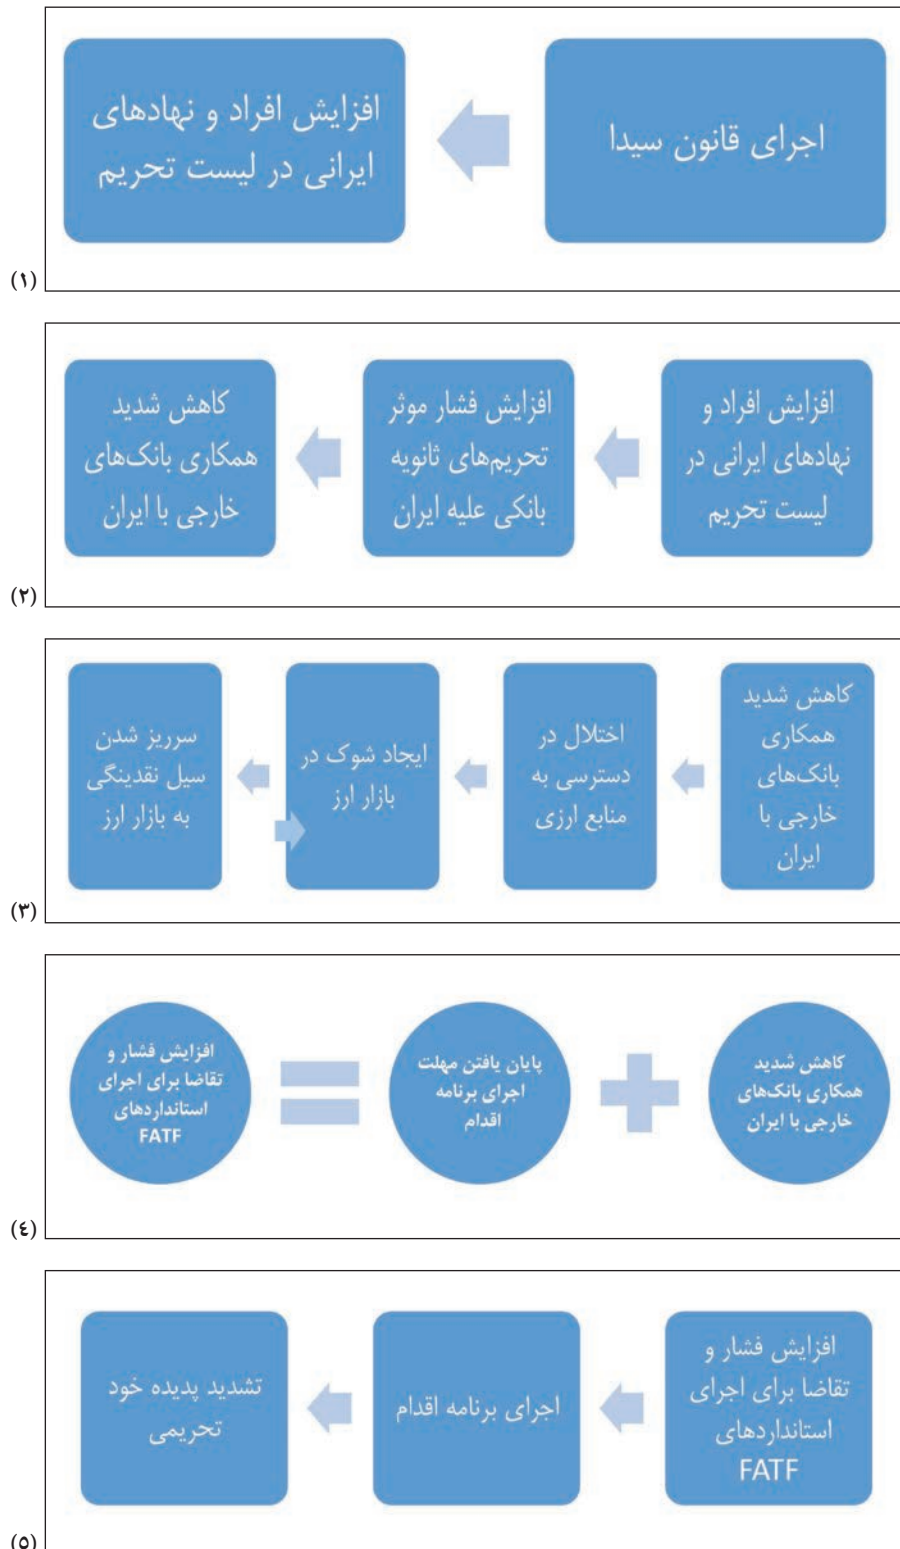 اجرای قانون سیدا
افزایش افراد و نهادهای
ایرانی در لیست تحریم
(۱)
افزایش افراد و
نهادهای ایرانی در
لیست تحریم
افزایش فشار موثر
تحریم‌های ثانویه
بانکی علیه ایران
کاهش شدید
همکاری بانک‌های
خارجی با ایران
(۲)
کاهش شدید
همکاری
بانک‌های
خارجی با
ایران
اختلال در
دسترسی به
منابع ارزی
ایجاد شوک در
بازار ارز
سرریز شدن
سیل نقدینگی
به بازار ارز
(۳)
کاهش شدید
همکاری بانک‌های
خارجی با ایران
پایان یافتن مهلت
اجرای برنامه
اقدام
افزایش فشار و
تقاضا برای اجرای
استانداردهای
FATF
(٤)
افزایش فشار و
تقاضا برای اجرای
استانداردهای
FATF
اجرای برنامه اقدام
تشدید پدیده خود
تحریمی
(٥)